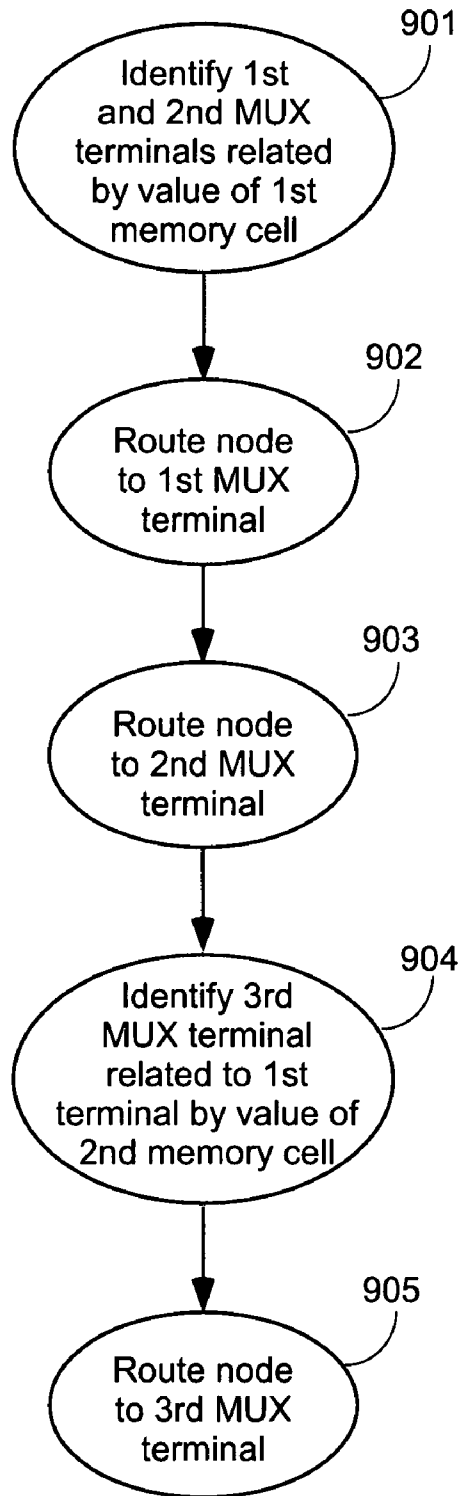 901
Identify 1st
and 2nd MUX
terminals related
by value of 1st
memory cell
902
Route node
to 1st MUX
terminal
903
Route node
to 2nd MUX
terminal
904
Identify 3rd
MUX terminal
related to 1st
terminal by value of
2nd memory cell
905
Route node
to 3rd MUX
terminal